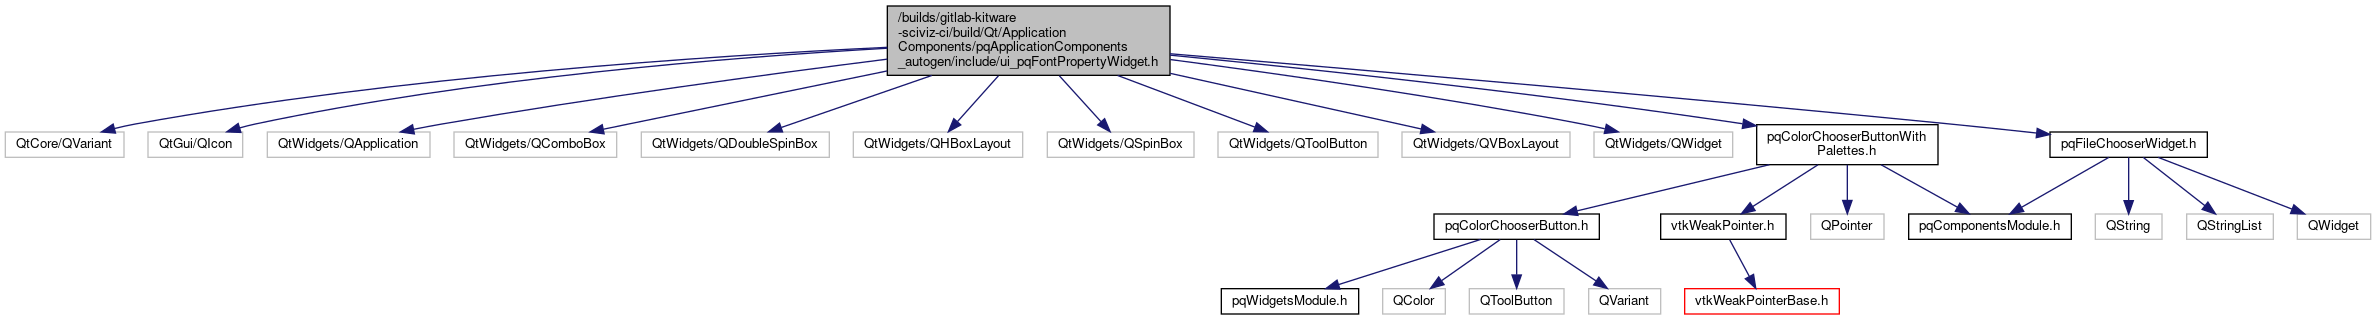 /builds/gitlab-kitware
-sciviz-ci/build/Qt/Application
Components/pqApplicationComponents
_autogen/include/ui_pqFontPropertyWidget.h
QtCore/QVariant
QtGui/QIcon
QtWidgets/QApplication
QtWidgets/QComboBox
QtWidgets/QDoubleSpinBox
QtWidgets/QHBoxLayout
QtWidgets/QSpinBox
QtWidgets/QToolButton
QtWidgets/QVBoxLayout
QtWidgets/QWidget
pqColorChooserButtonWith
Palettes.h
pqFileChooserWidget.h
pqColorChooserButton.h
vtkWeakPointer.h
QPointer
pqComponentsModule.h
QString
QStringList
QWidget
pqWidgetsModule.h
QColor
QToolButton
QVariant
vtkWeakPointerBase.h